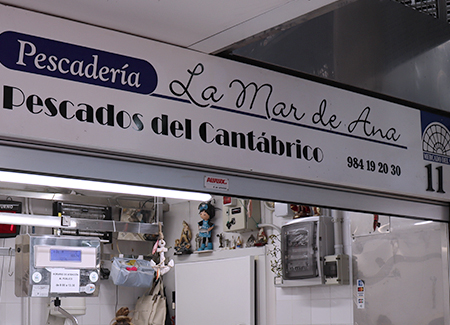 Pescadería
La Mar de Ana
Pescados del Cantábrico
984 19 20 30
11